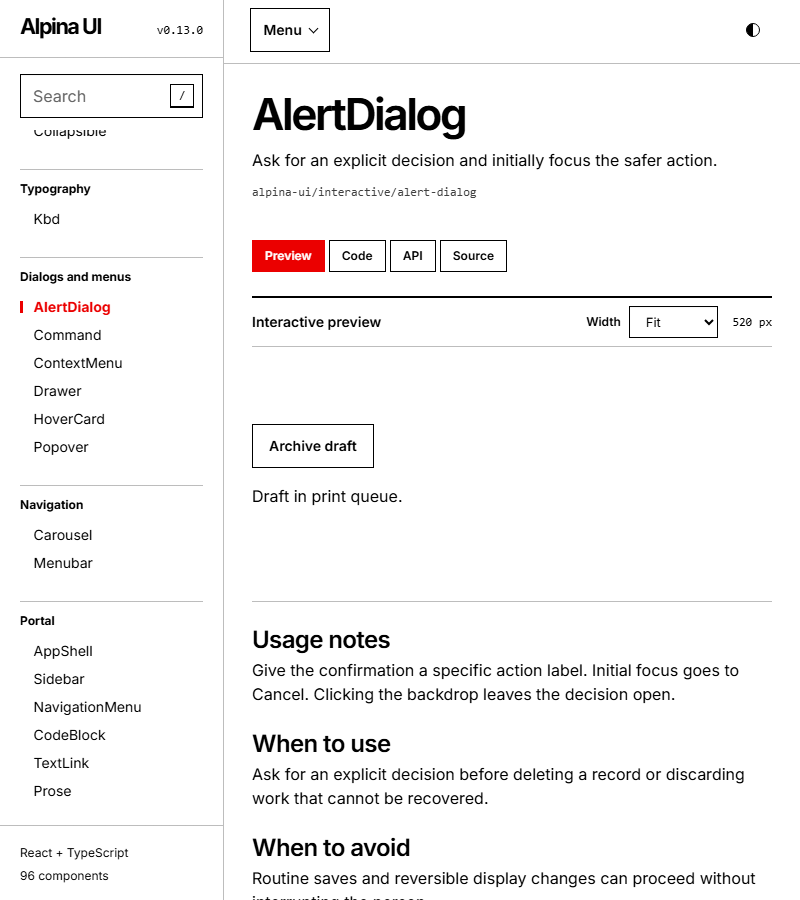 Alpina UI
v0.13.0
Search
/
Collapsible
Typography
Kbd
Dialogs and menus
AlertDialog
Command
ContextMenu
Drawer
HoverCard
Popover
Navigation
Carousel
Menubar
Portal
AppShell
Sidebar
NavigationMenu
CodeBlock
TextLink
Prose
React + TypeScript
96 components
Menu
AlertDialog
Ask for an explicit decision and initially focus the safer action.
alpina-ui/interactive/alert-dialog
Preview
Code
API
Source
Interactive preview
Width
Fit
520 px
Archive draft
Draft in print queue.
Usage notes
Give the confirmation a specific action label. Initial focus goes to
Cancel. Clicking the backdrop leaves the decision open.
When to use
Ask for an explicit decision before deleting a record or discarding
work that cannot be recovered.
When to avoid
Routine saves and reversible display changes can proceed without
interrupting the person.